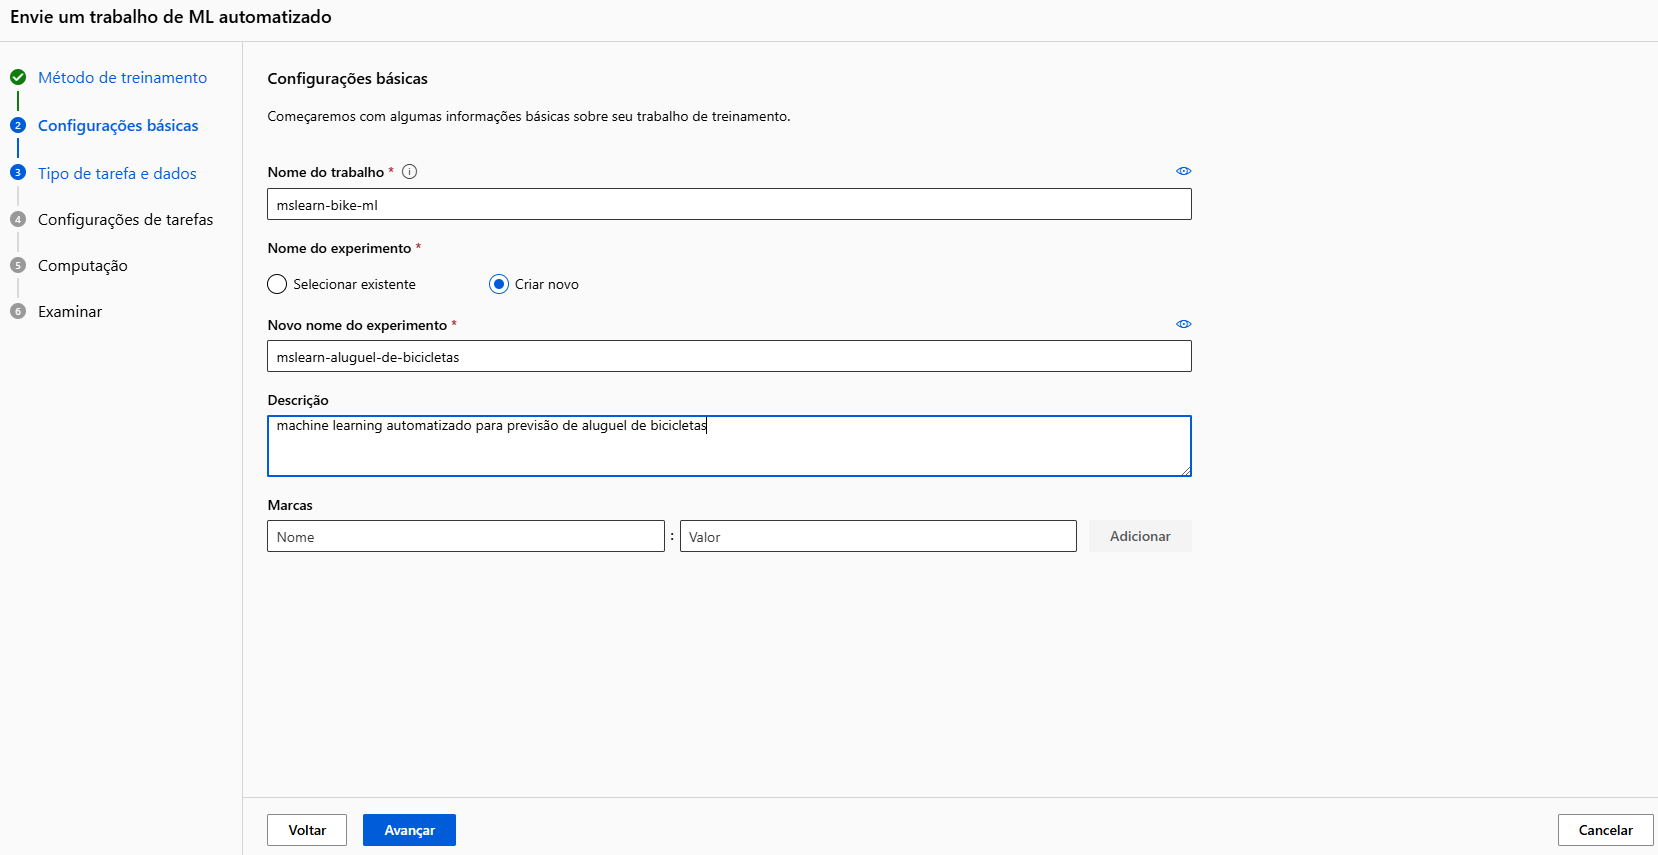 Envie um trabalho de ML automatizado
Método de treinamento
2 Configurações básicas
3 Tipo de tarefa e dados
4 Configurações de tarefas
5 Computação
6 Examinar
Configurações básicas
Começaremos com algumas informações básicas sobre seu trabalho de treinamento.
Nome do trabalho *
mslearn-bike-ml
Nome do experimento *
Selecionar existente Criar novo
Novo nome do experimento *
mslearn-aluguel-de-bicicletas
Descrição
machine learning automatizado para previsão de aluguel de bicicletas
Marcas
Nome : Valor Adicionar
Voltar Avançar Cancelar